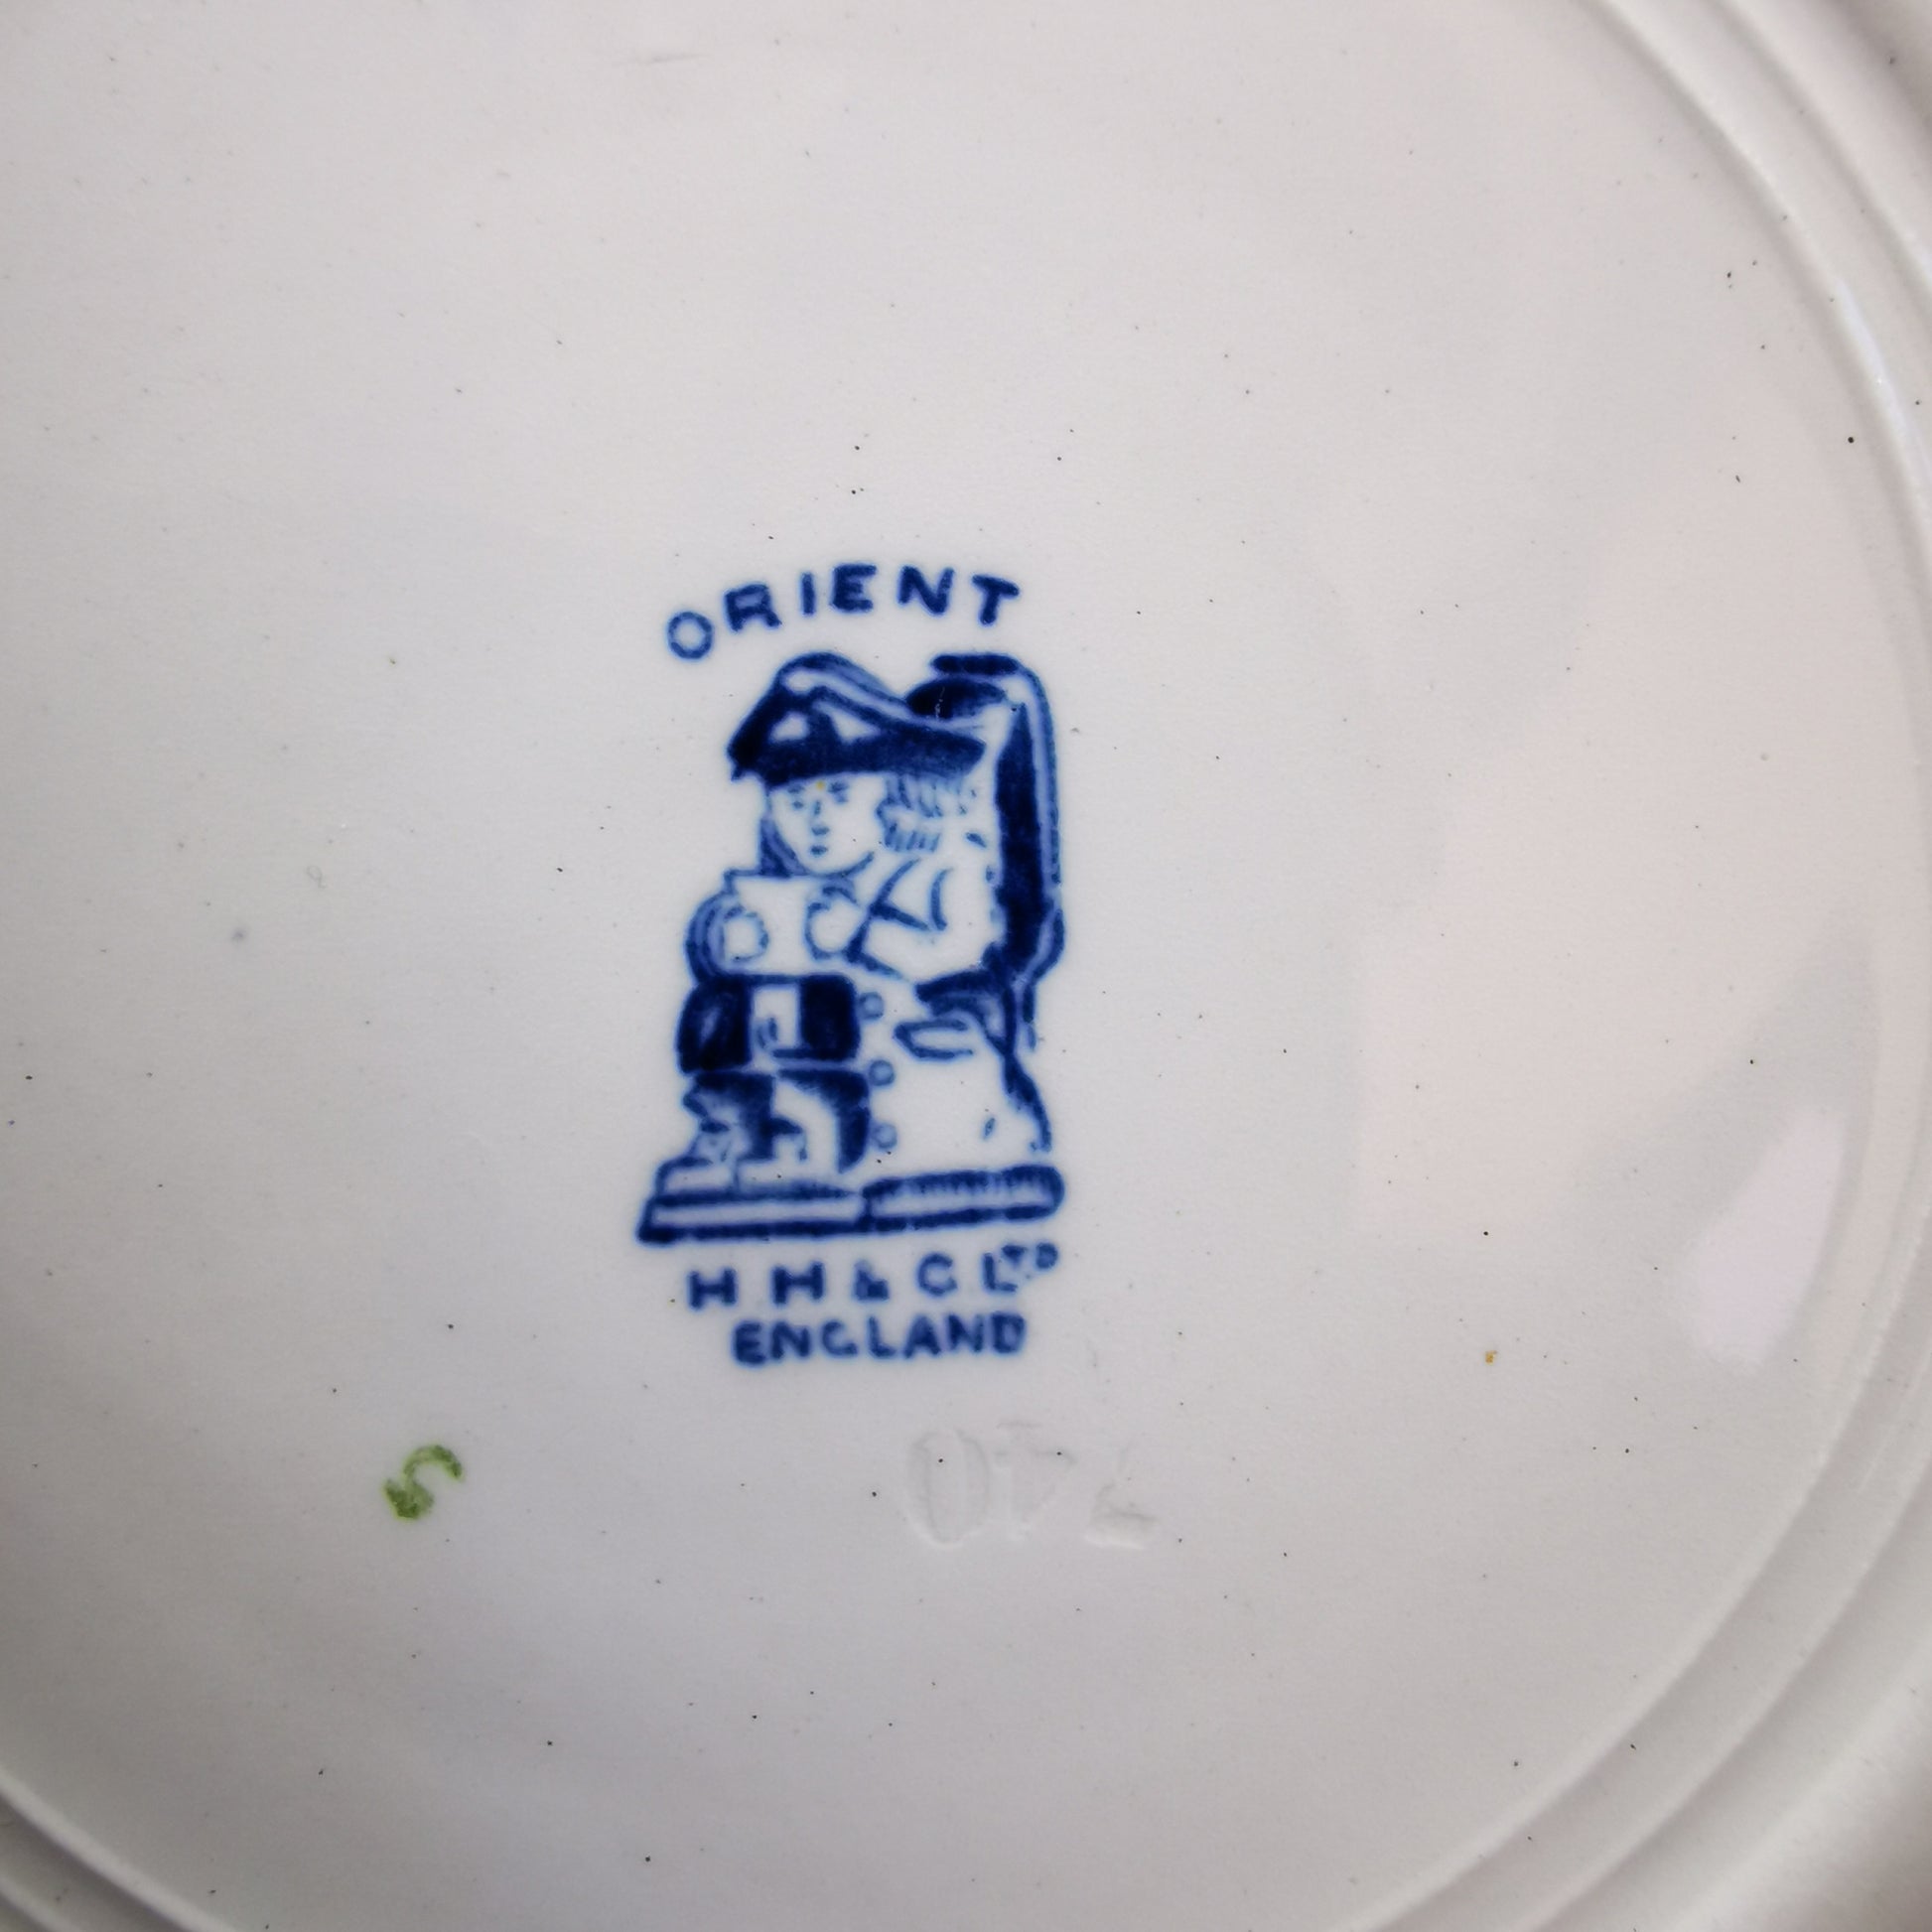 ORIENT
H H & C LTD
ENGLAND